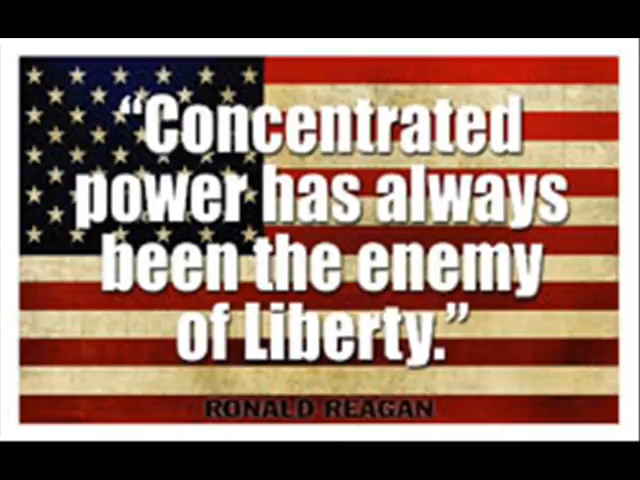 “Concentrated
power has always
been the enemy
of Liberty.”
RONALD REAGAN